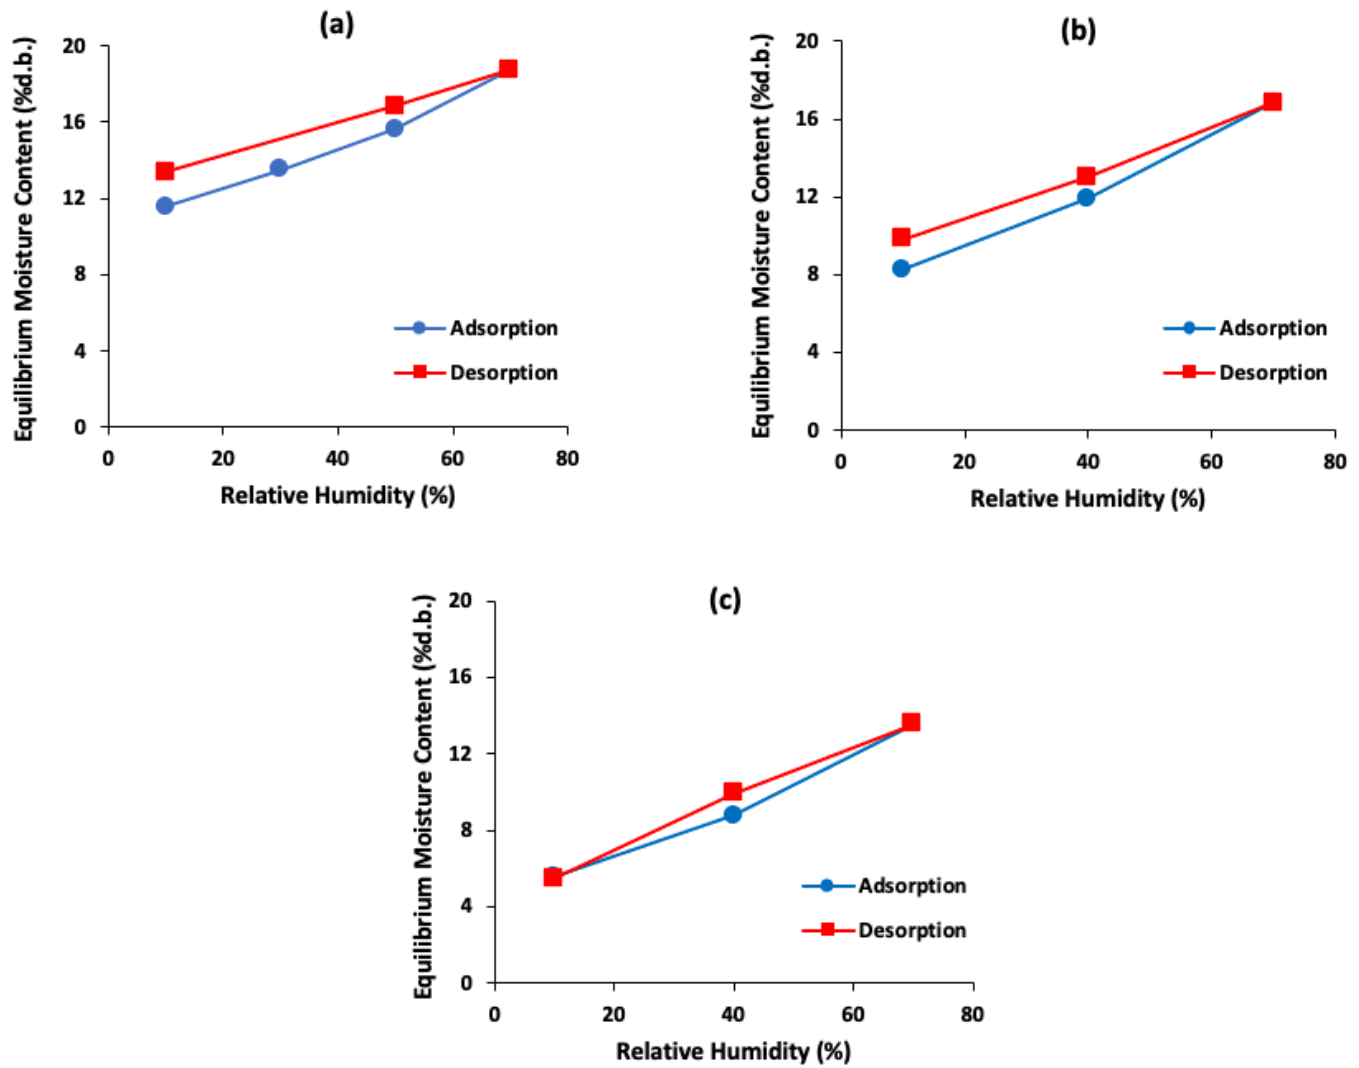 (a)
Equilibrium Moisture Content (%d.b.)
20
16
12
8
4
0
0 20 40 60 80
Relative Humidity (%)
Adsorption
Desorption
(b)
Equilibrium Moisture Content (%d.b.)
20
16
12
8
4
0
0 20 40 60 80
Relative Humidity (%)
Adsorption
Desorption
(c)
Equilibrium Moisture Content (%d.b.)
20
16
12
8
4
0
0 20 40 60 80
Relative Humidity (%)
Adsorption
Desorption